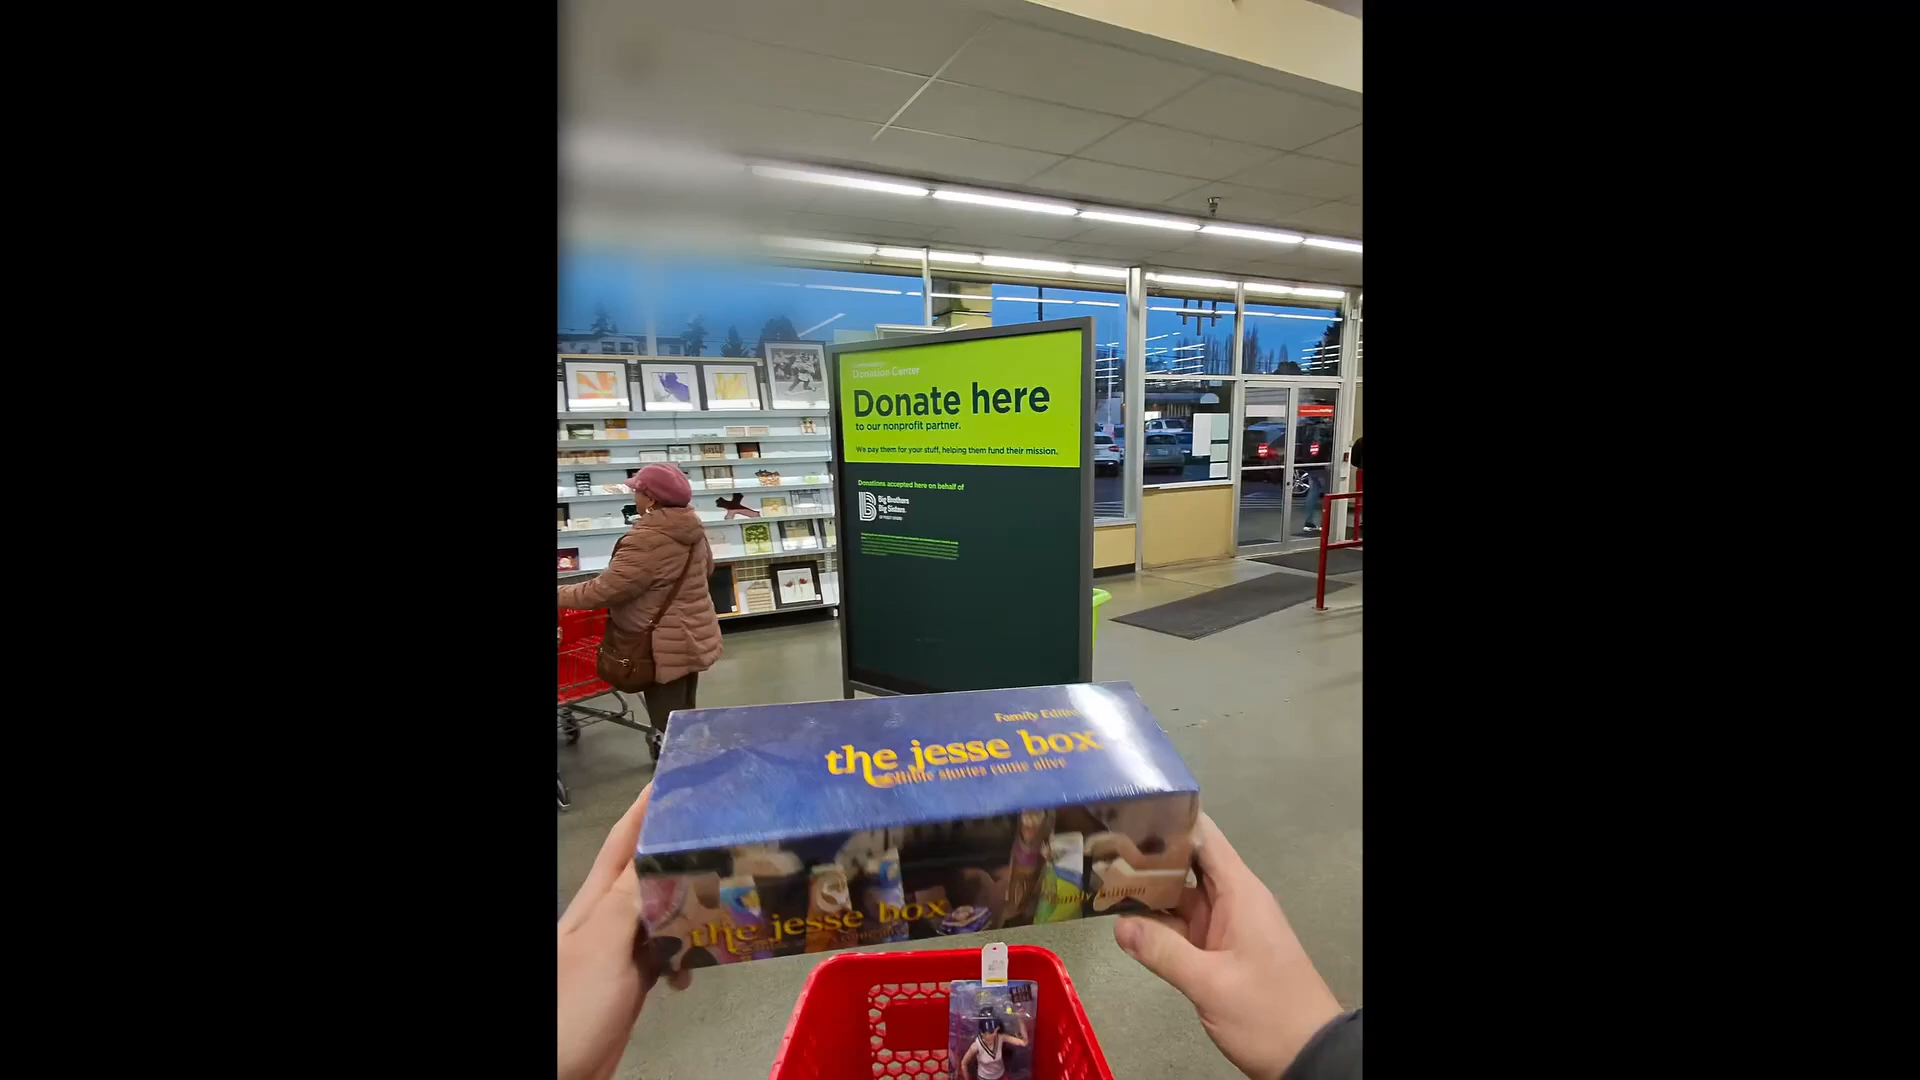 Donation Center
Donate here
to our nonprofit partner.
We pay them for your stuff, helping them fund their mission.
Donations accepted here on behalf of
Big Brothers
Big Sisters
Family Edition
the jesse box
bible stories come alive
the jesse box
Family Edition